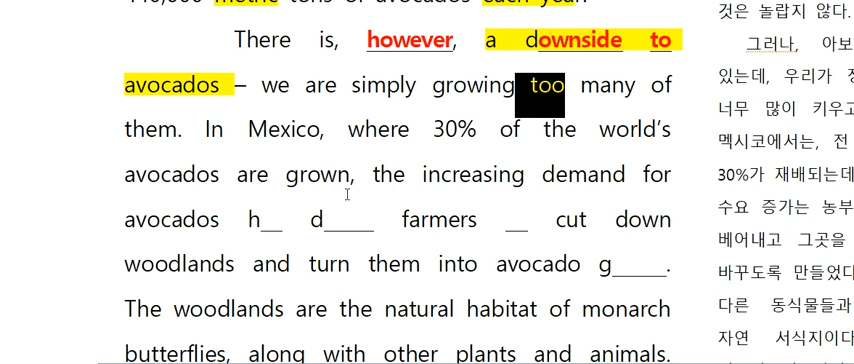 110,000 metric tons of avocados each year.
There is, however, a downside to
avocados – we are simply growing too many of
them. In Mexico, where 30% of the world's
avocados are grown, the increasing demand for
avocados h__ d_____ farmers __ cut down
woodlands and turn them into avocado g_____.
The woodlands are the natural habitat of monarch
butterflies, along with other plants and animals.
것은 놀랍지 않다.
그러나, 아보
있는데, 우리가 정
너무 많이 키우고
멕시코에서는, 전
30%가 재배되는데
수요 증가는 농부
베어내고 그곳을
바꾸도록 만들었다
다른 동식물들과
자연 서식지이다